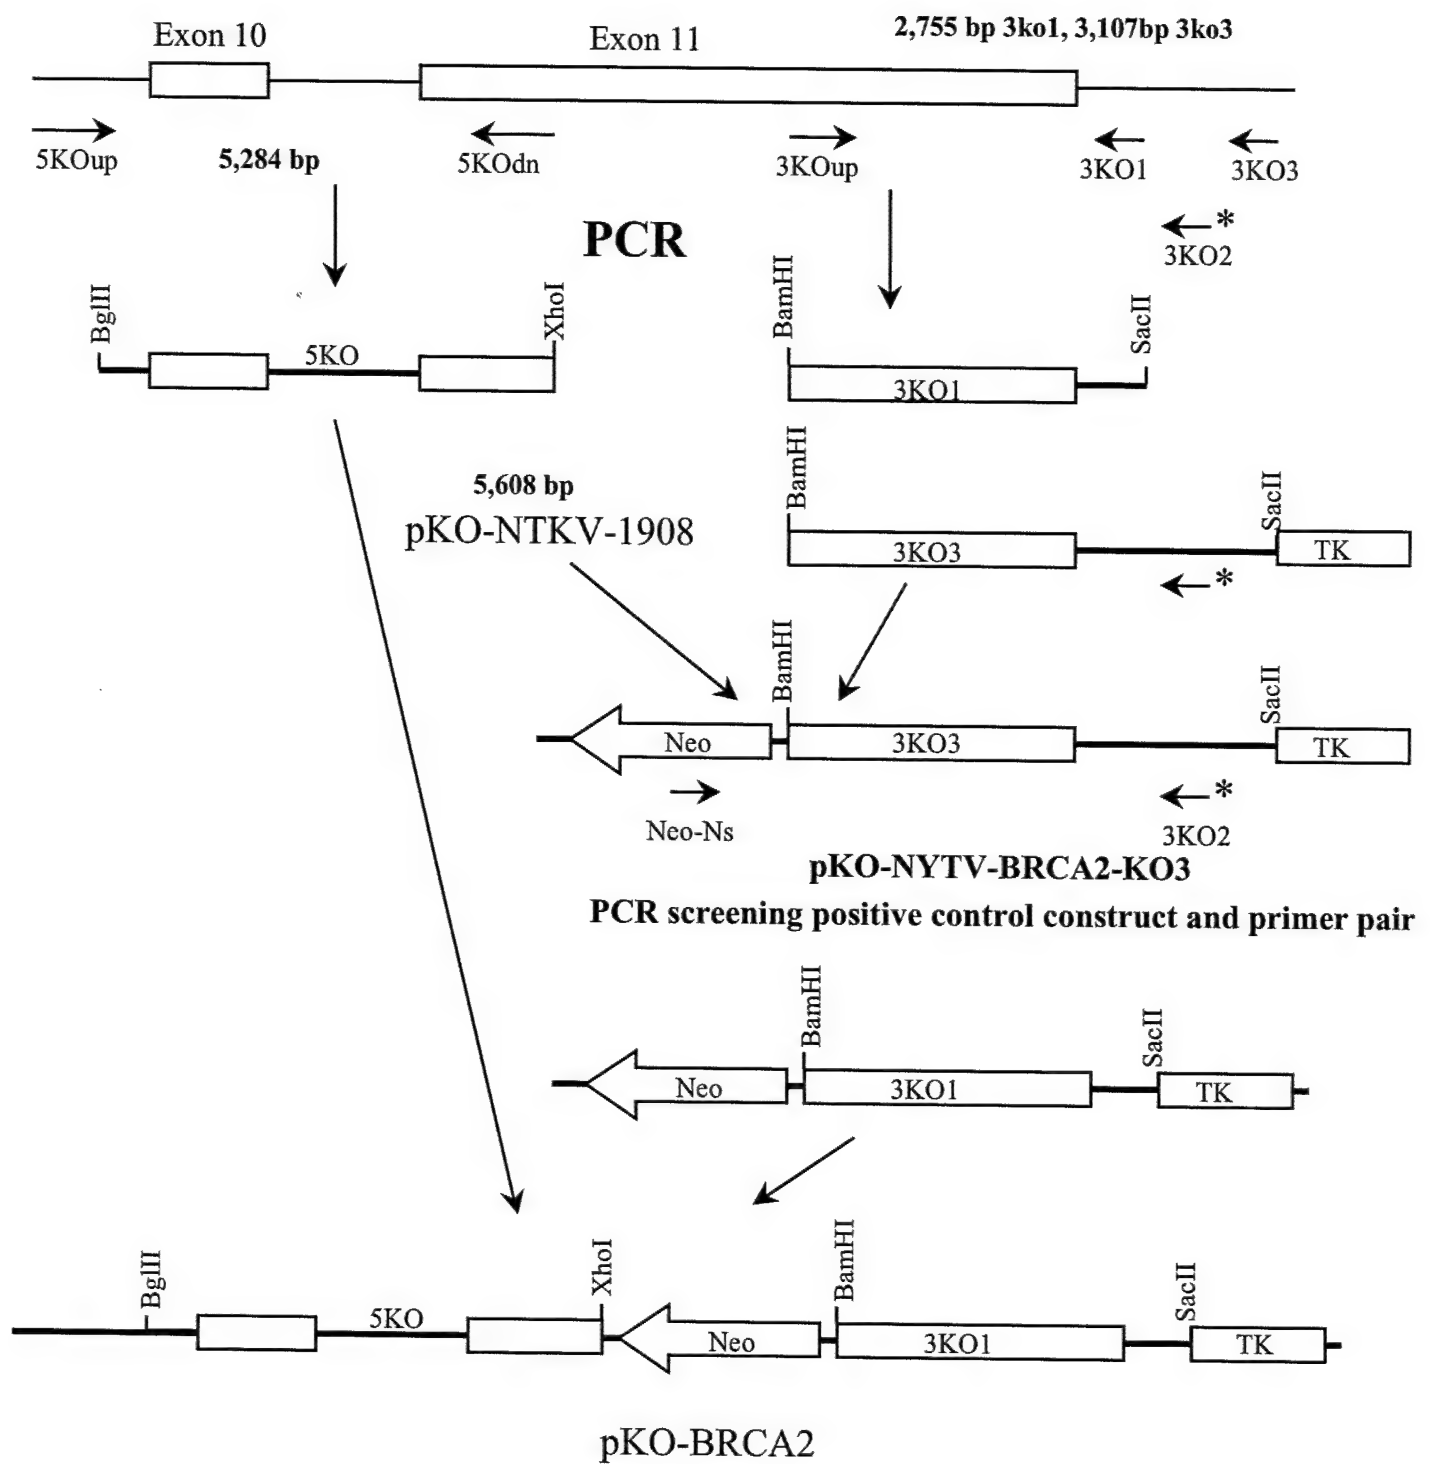 2,755 bp 3ko1, 3,107bp 3ko3
Exon 10
Exon 11
5KOup
5,284 bp
5KOdn
3KOup
3KO1
3KO3
*
3KO2
PCR
BglII
XhoI
BamHI
SacII
5KO
3KO1
5,608 bp
pKO-NTKV-1908
BamHI
SacII
3KO3
TK
*
BamHI
SacII
Neo
3KO3
TK
*
Neo-Ns
3KO2
pKO-NYTV-BRCA2-KO3
PCR screening positive control construct and primer pair
BamHI
SacII
Neo
3KO1
TK
BglII
XhoI
BamHI
SacII
5KO
Neo
3KO1
TK
pKO-BRCA2